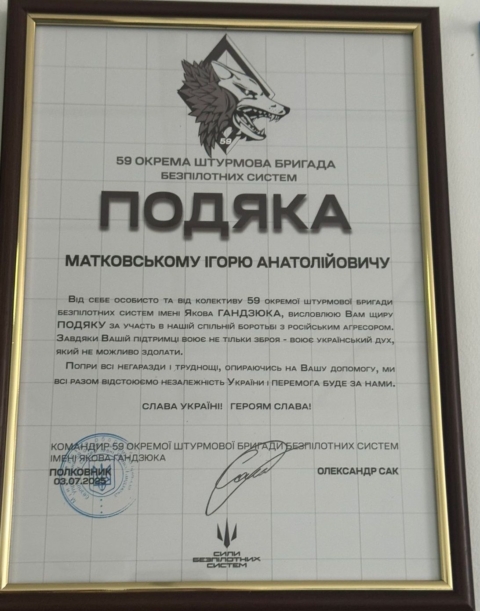 59
59 ОКРЕМА ШТУРМОВА БРИГАДА
БЕЗПІЛОТНИХ СИСТЕМ
ПОДЯКА
МАТКОВСЬКОМУ ІГОРЮ АНАТОЛІЙОВИЧУ
Від себе особисто та від колективу 59 окремої штурмової бригади
безпілотних систем імені Якова ГАНДЗЮКА, висловлюю Вам щиру
ПОДЯКУ за участь в нашій спільній боротьбі з російським агресором.
Завдяки Вашій підтримці воює не тільки зброя - воює український дух,
який не можливо здолати.
Попри всі негаразди і труднощі, опираючись на Вашу допомогу, ми
всі разом відстоюємо незалежність України і перемога буде за нами.
СЛАВА УКРАЇНІ! ГЕРОЯМ СЛАВА!
КОМАНДИР 59 ОКРЕМОЇ ШТУРМОВОЇ БРИГАДИ БЕЗПІЛОТНИХ СИСТЕМ
ІМЕНІ ЯКОВА ГАНДЗЮКА
ПОЛКОВНИК
ОЛЕКСАНДР САК
03.07.2025
СИЛИ
БЕЗПІЛОТНИХ
СИСТЕМ